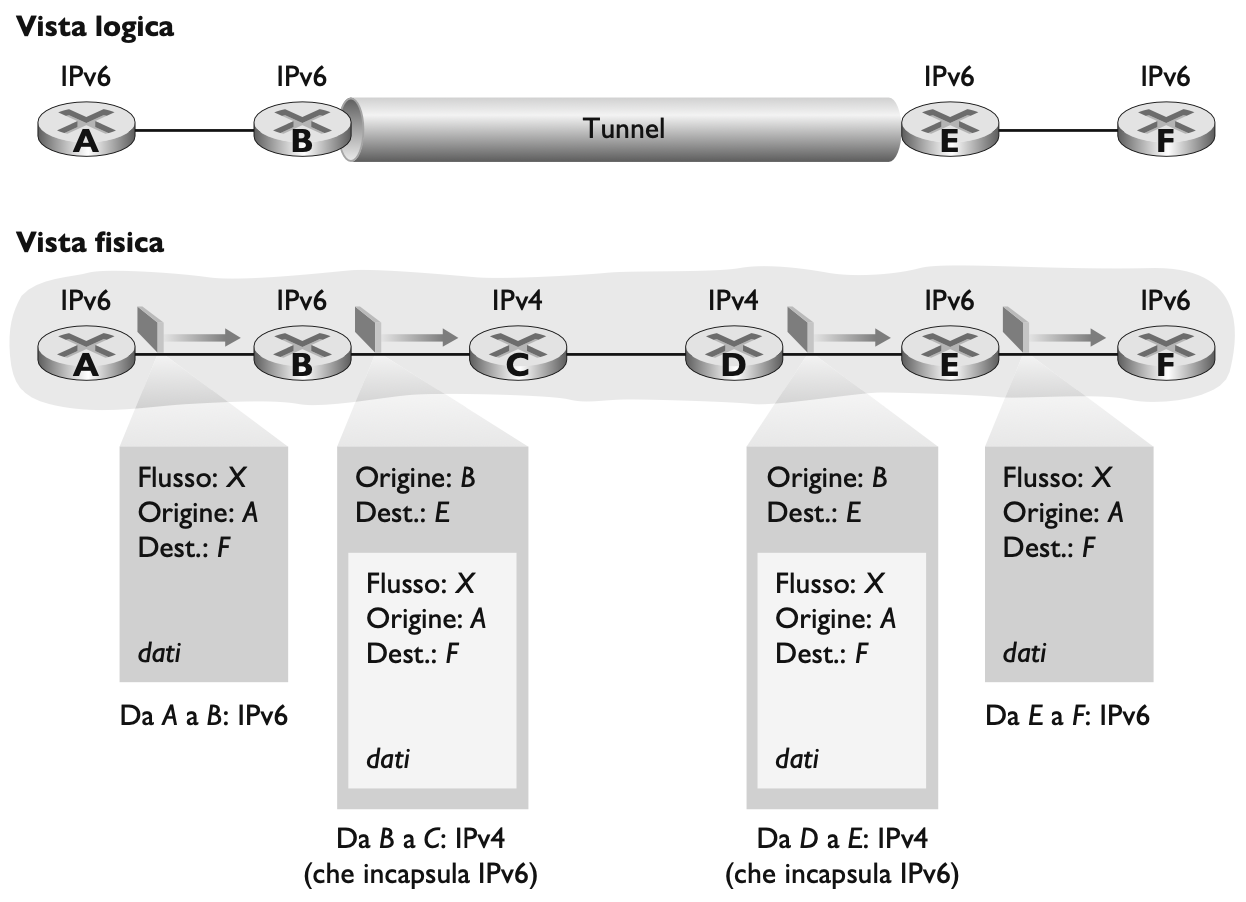 Vista logica
IPv6 IPv6 IPv6 IPv6
A B Tunnel E F
Vista fisica
IPv6 IPv6 IPv4 IPv4 IPv6 IPv6
A B C D E F
Flusso: X
Origine: A
Dest.: F
dati
Da A a B: IPv6
Origine: B
Dest.: E
Flusso: X
Origine: A
Dest.: F
dati
Da B a C: IPv4
(che incapsula IPv6)
Origine: B
Dest.: E
Flusso: X
Origine: A
Dest.: F
dati
Da D a E: IPv4
(che incapsula IPv6)
Flusso: X
Origine: A
Dest.: F
dati
Da E a F: IPv6